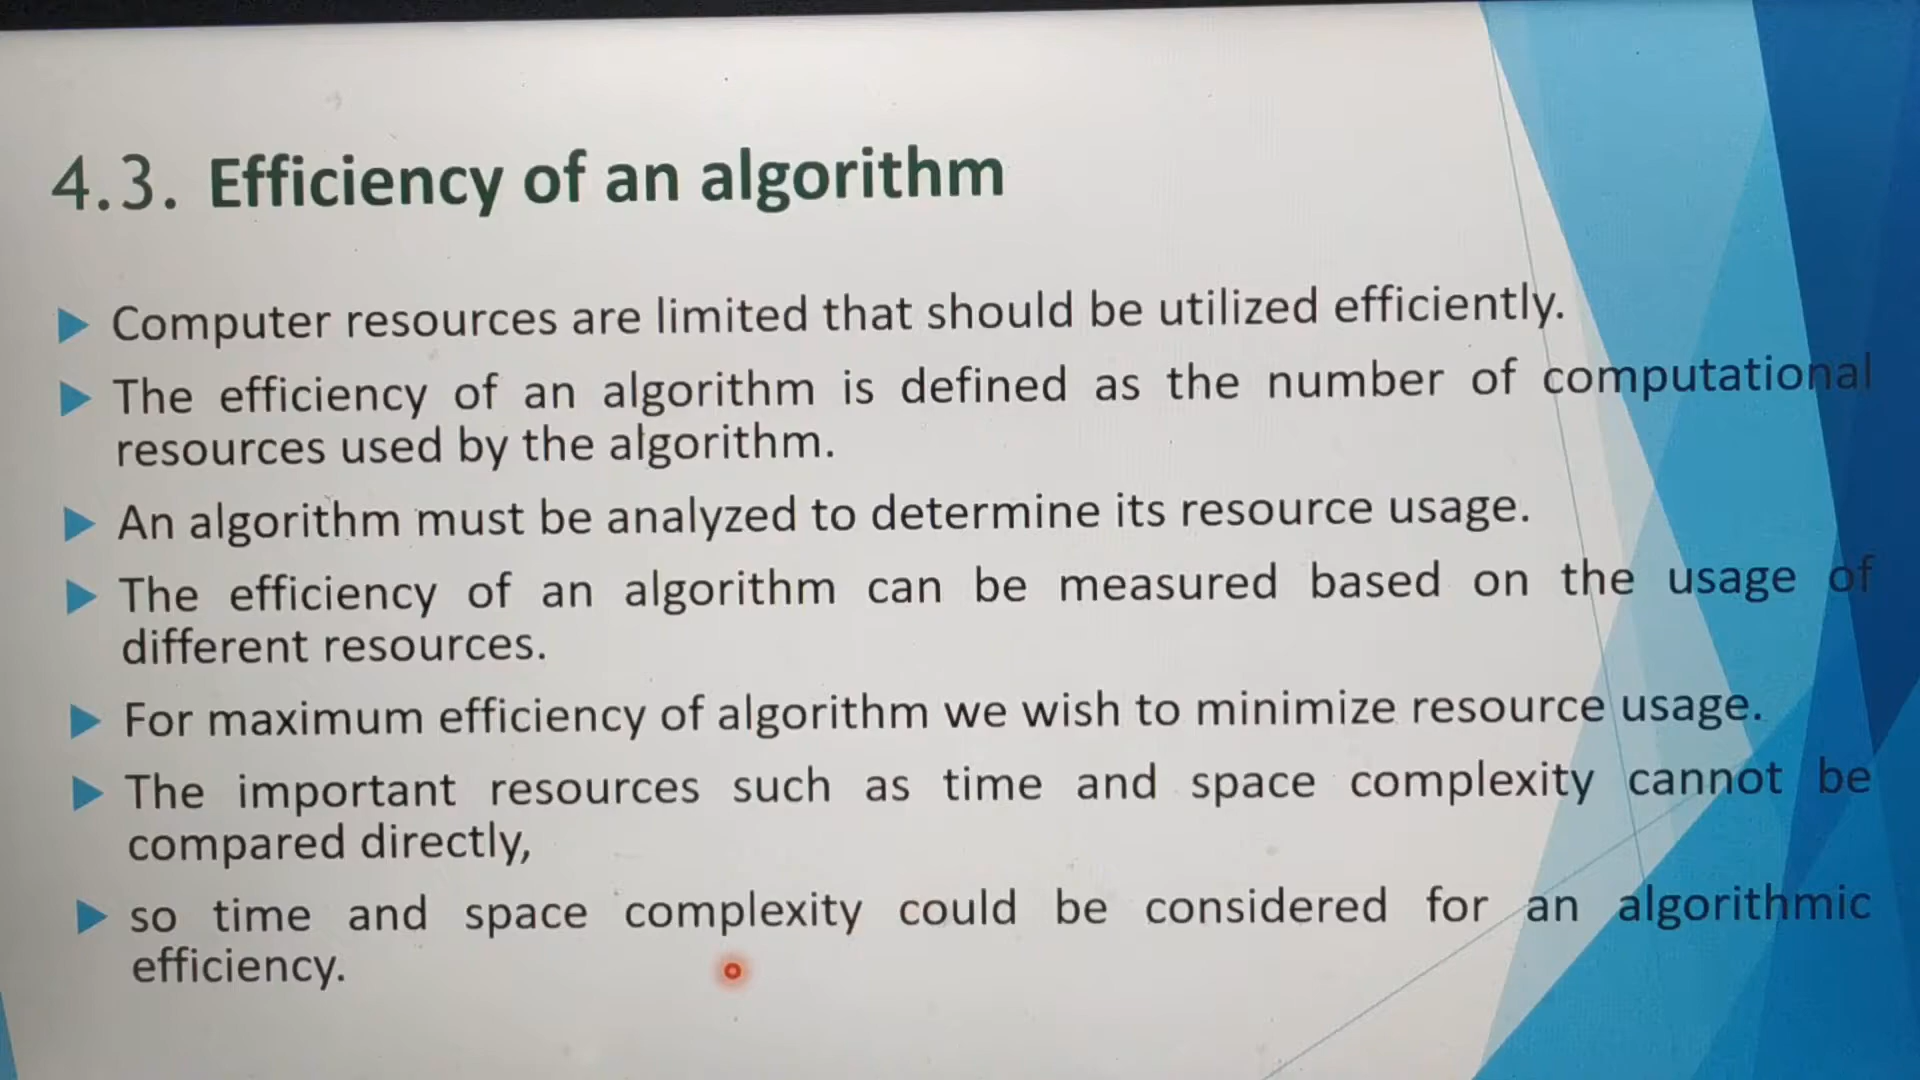 4.3. Efficiency of an algorithm
Computer resources are limited that should be utilized efficiently.
The efficiency of an algorithm is defined as the number of computational
resources used by the algorithm.
An algorithm must be analyzed to determine its resource usage.
The efficiency of an algorithm can be measured based on the usage of
different resources.
For maximum efficiency of algorithm we wish to minimize resource usage.
The important resources such as time and space complexity cannot be
compared directly,
so time and space complexity could be considered for an algorithmic
efficiency.